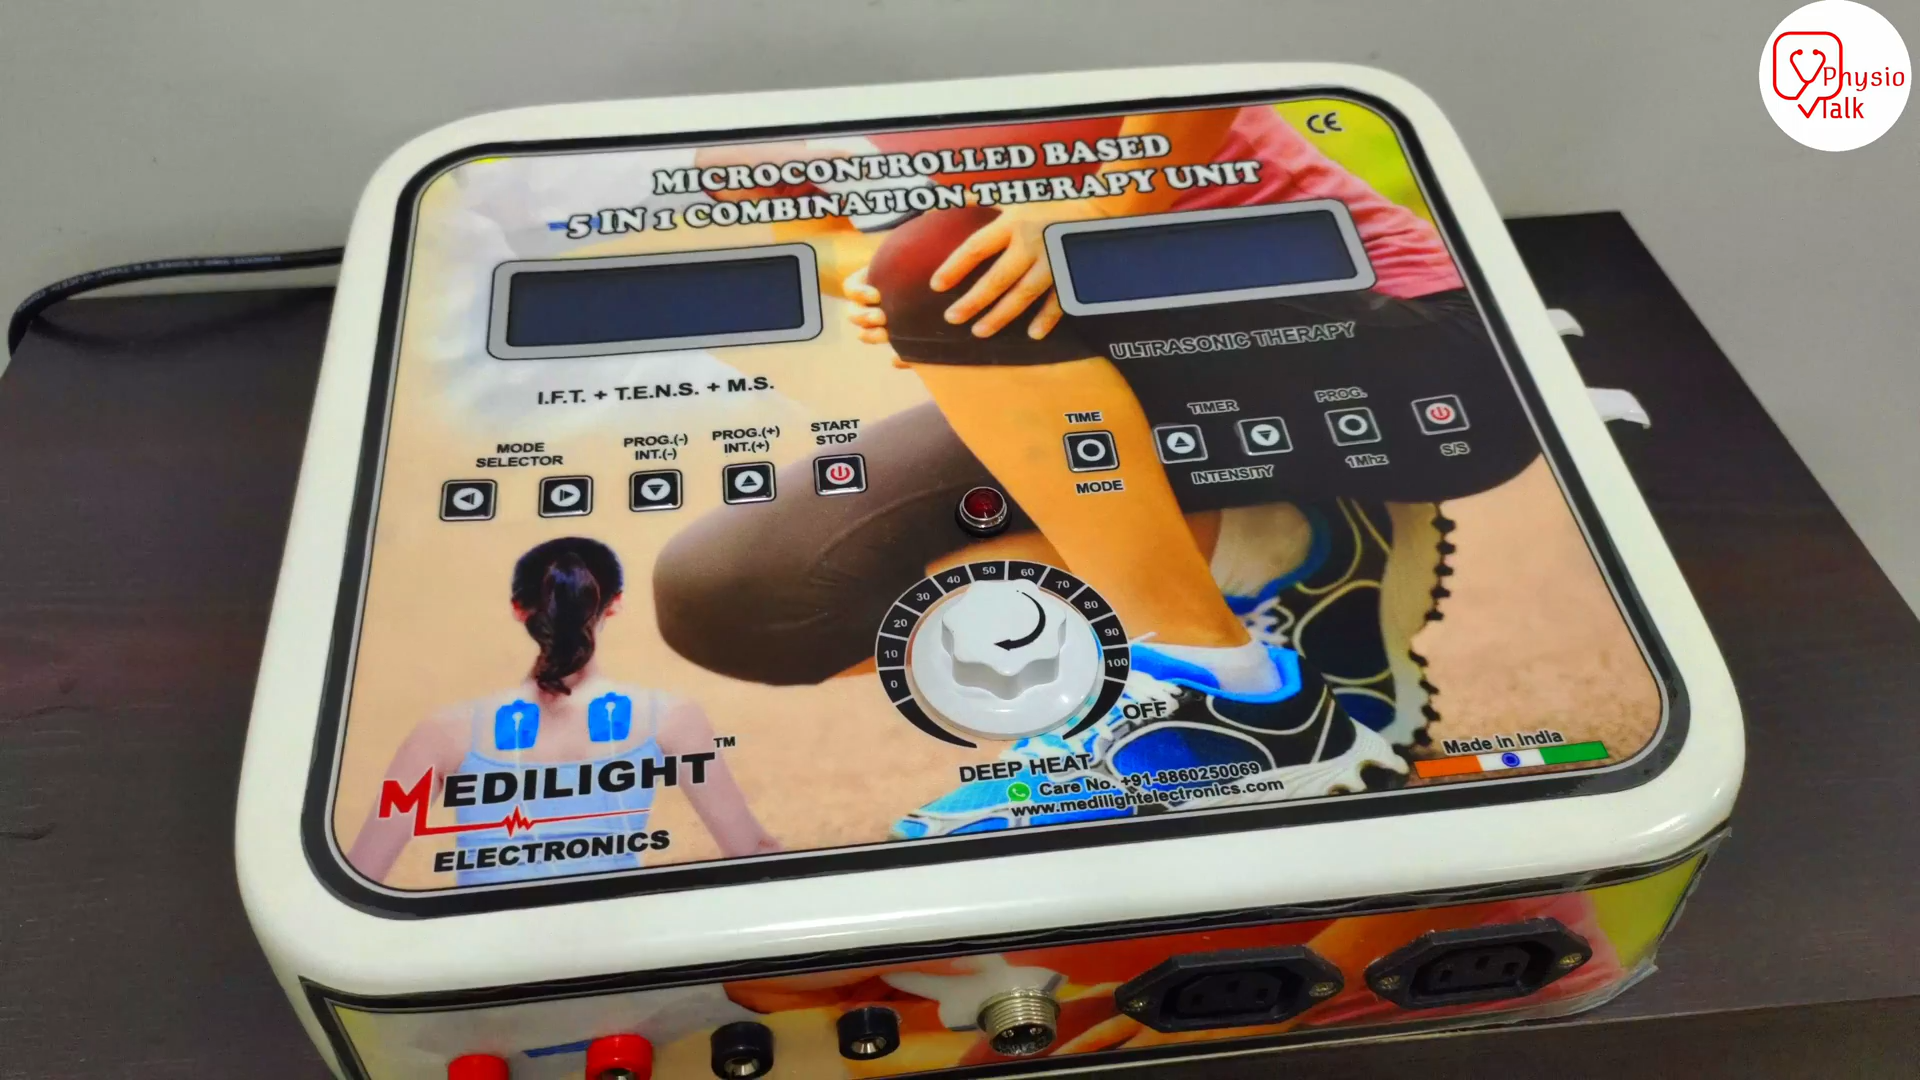 Physio
Talk
CE
MICROCONTROLLED BASED
5 IN 1 COMBINATION THERAPY UNIT
I.F.T. + T.E.N.S. + M.S.
ULTRASONIC THERAPY
MODE
SELECTOR
PROG.(-)
INT.(-)
PROG.(+)
INT.(+)
START
STOP
TIME
MODE
TIMER
INTENSITY
PROG.
1Mhz
S/S
0 10 20 30 40 50 60 70 80 90 100
OFF
DEEP HEAT
Care No. +91-8860250069
www.medilightelectronics.com
Made in India
MEDILIGHT™
ELECTRONICS